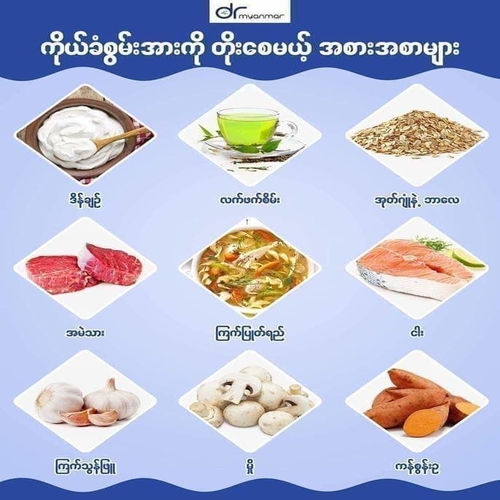 dr
myanmar
ကိုယ်ခံစွမ်းအားကို တိုးစေမယ့် အစားအစာများ
ဒိန်ချဉ်
လက်ဖက်စိမ်း
အုတ်ဂျုံနဲ့ ဘာလေ
အမဲသား
ကြက်ပြုတ်ရည်
ငါး
ကြက်သွန်ဖြူ
မှို
ကန်စွန်းဥ